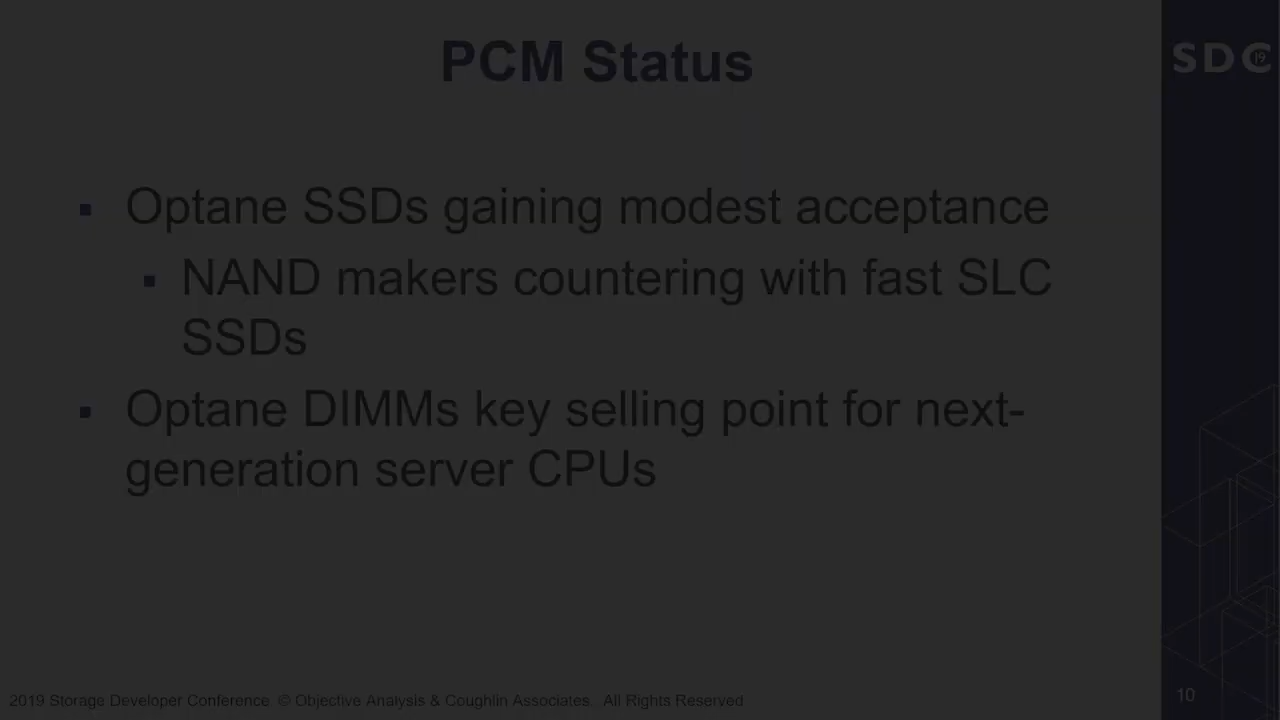 PCM Status
SDC 19
▪ Optane SSDs gaining modest acceptance
▪ NAND makers countering with fast SLC
SSDs
▪ Optane DIMMs key selling point for next-
generation server CPUs
2019 Storage Developer Conference © Objective Analysis & Coughlin Associates. All Rights Reserved
10